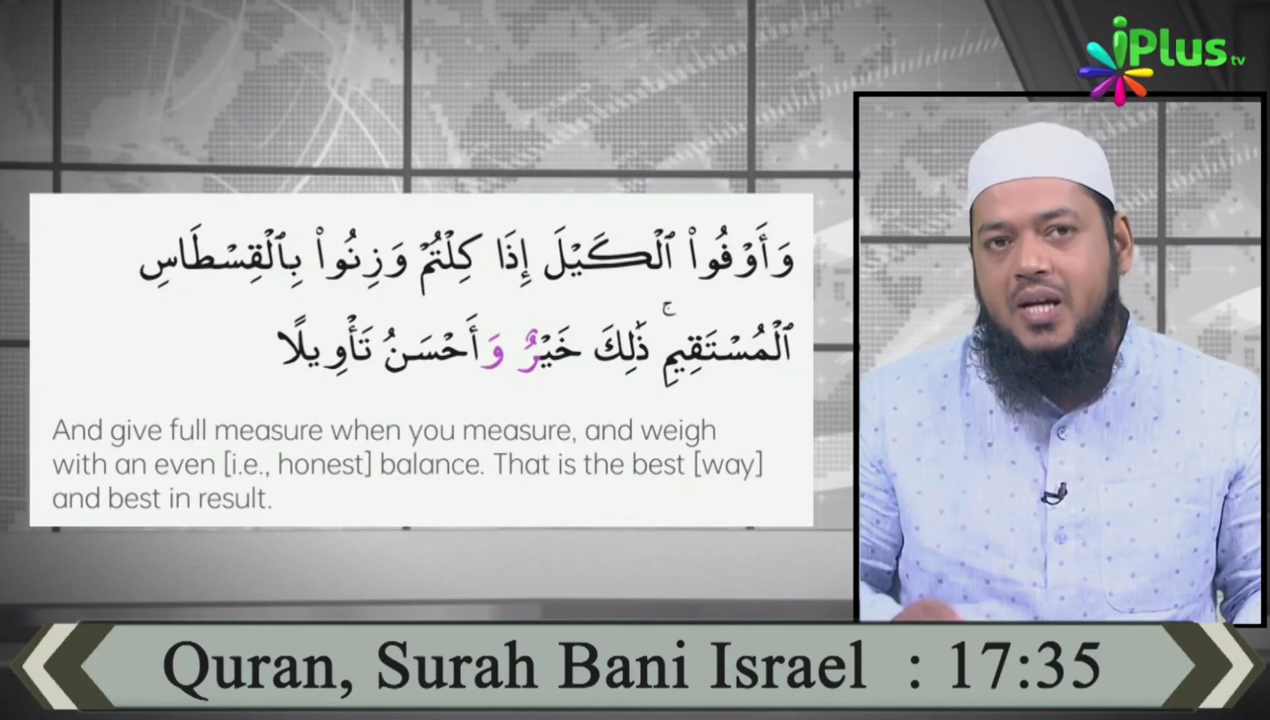 iPlus tv
وَأَوْفُوا۟ ٱلْكَيْلَ إِذَا كِلْتُمْ وَزِنُوا۟ بِٱلْقِسْطَاسِ
ٱلْمُسْتَقِيمِ ۚ ذَٰلِكَ خَيْرٌ وَأَحْسَنُ تَأْوِيلًا
And give full measure when you measure, and weigh
with an even [i.e., honest] balance. That is the best [way]
and best in result.
Quran, Surah Bani Israel : 17:35